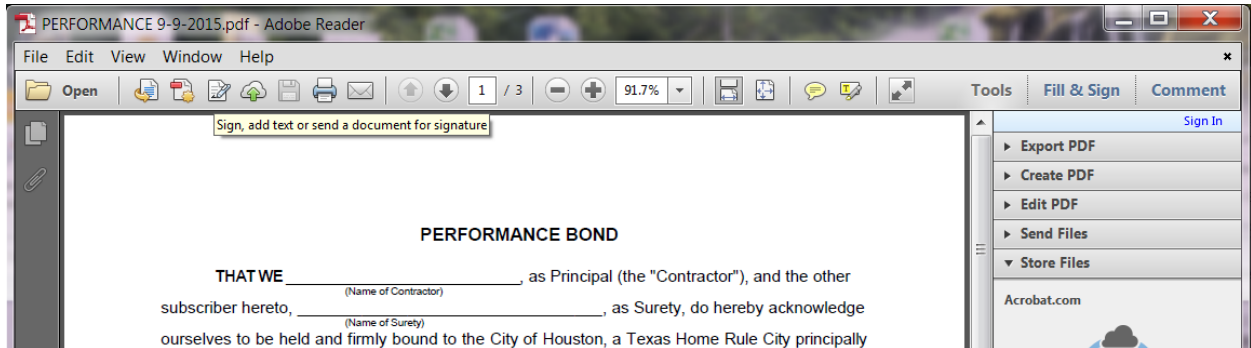 PERFORMANCE 9-9-2015.pdf - Adobe Reader
File Edit View Window Help
Open 1 / 3 91.7% Tools Fill & Sign Comment
Sign, add text or send a document for signature
Sign In
Export PDF
Create PDF
Edit PDF
Send Files
Store Files
Acrobat.com
PERFORMANCE BOND
THAT WE ______________________________, as Principal (the "Contractor"), and the other
(Name of Contractor)
subscriber hereto, ______________________________, as Surety, do hereby acknowledge
(Name of Surety)
ourselves to be held and firmly bound to the City of Houston, a Texas Home Rule City principally